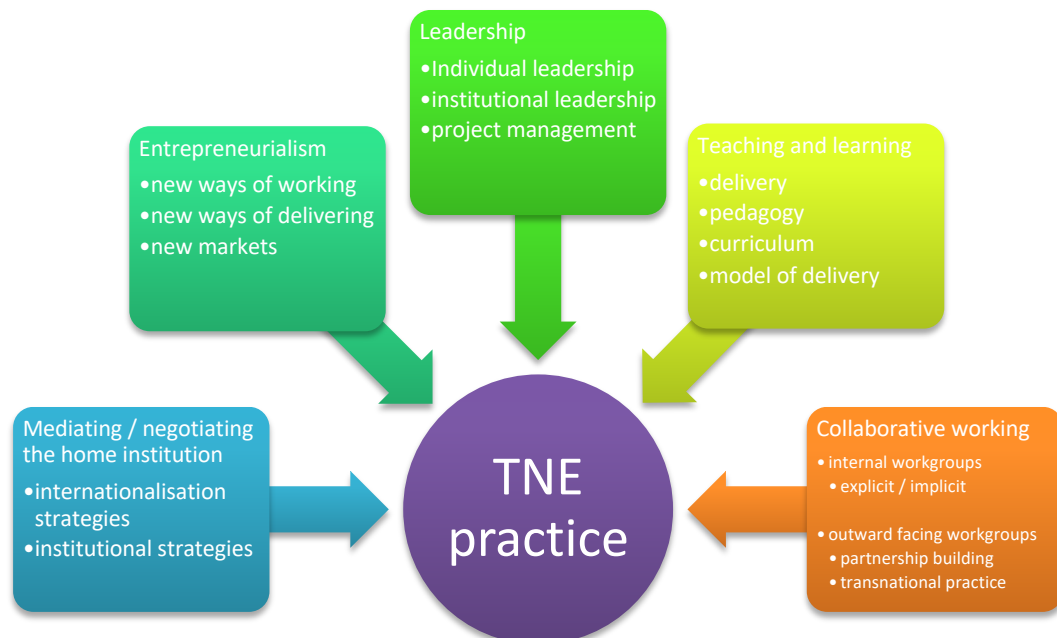 Leadership
•Individual leadership
•institutional leadership
•project management
Entrepreneurialism
•new ways of working
•new ways of delivering
•new markets
Teaching and learning
•delivery
•pedagogy
•curriculum
•model of delivery
Mediating / negotiating
the home institution
•internationalisation
strategies
•institutional strategies
TNE
practice
Collaborative working
• internal workgroups
• explicit / implicit
• outward facing workgroups
• partnership building
• transnational practice